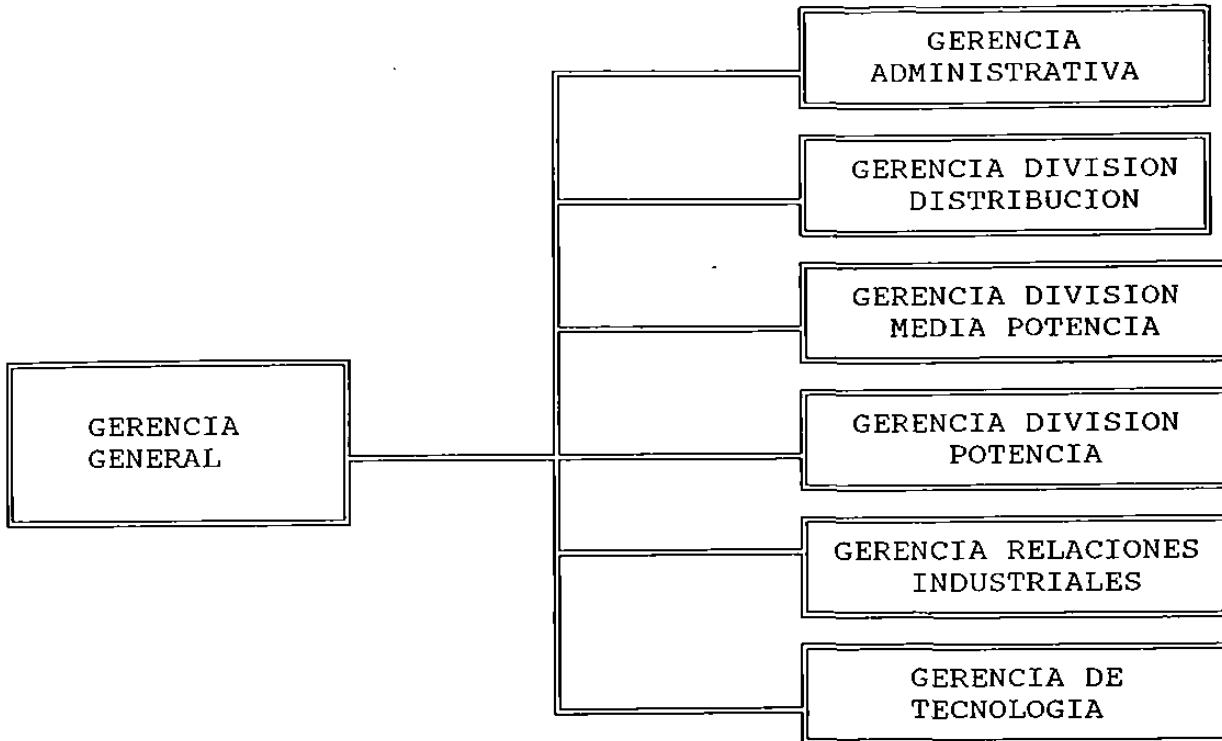 GERENCIA
ADMINISTRATIVA
GERENCIA DIVISION
DISTRIBUCION
GERENCIA DIVISION
MEDIA POTENCIA
GERENCIA
GENERAL
GERENCIA DIVISION
POTENCIA
GERENCIA RELACIONES
INDUSTRIALES
GERENCIA DE
TECNOLOGIA